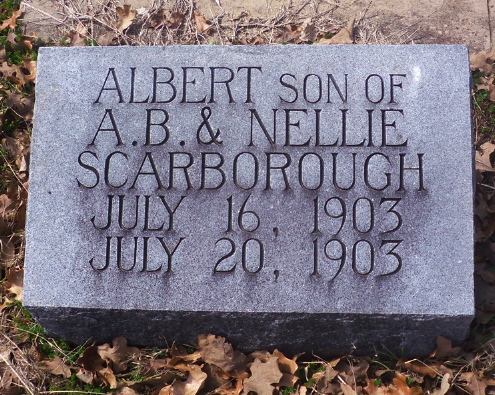 ALBERT SON OF
A.B. & NELLIE
SCARBOROUGH
JULY 16, 1903
JULY 20, 1903